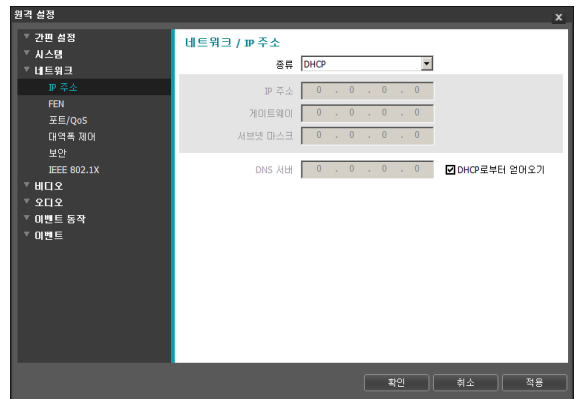 원격 설정
x
간편 설정
시스템
네트워크
IP 주소
FEN
포트/QoS
대역폭 제어
보안
IEEE 802.1X
비디오
오디오
이벤트 동작
이벤트
네트워크 / IP 주소
종류 DHCP
IP 주소 0 . 0 . 0 . 0
게이트웨이 0 . 0 . 0 . 0
서브넷 마스크 0 . 0 . 0 . 0
DNS 서버 0 . 0 . 0 . 0 DHCP로부터 얻어오기
확인 취소 적용